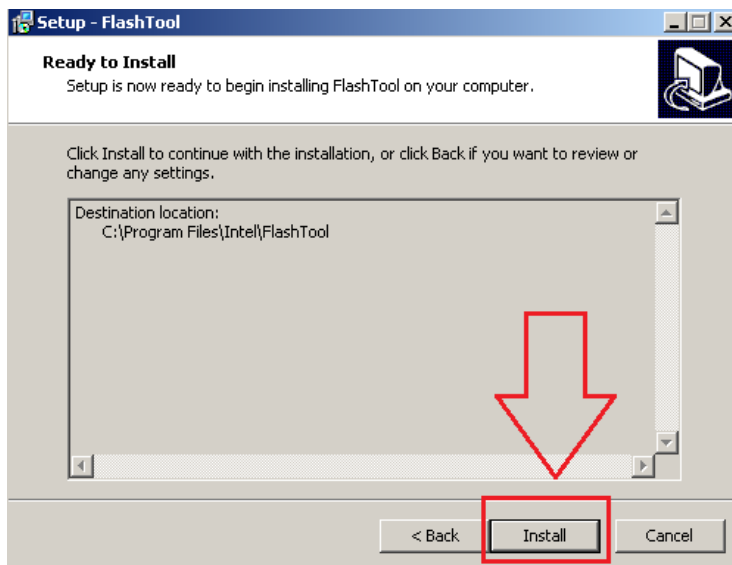 Setup - FlashTool
Ready to Install
Setup is now ready to begin installing FlashTool on your computer.
Click Install to continue with the installation, or click Back if you want to review or
change any settings.
Destination location:
C:\Program Files\Intel\FlashTool
< Back
Install
Cancel